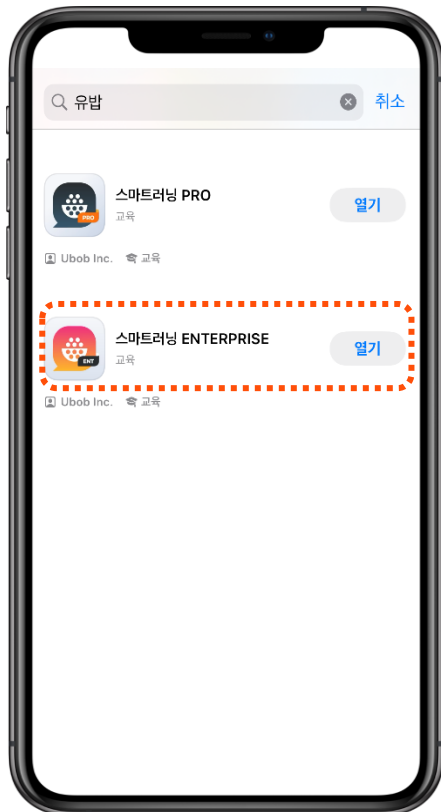 유밥
취소
스마트러닝 PRO
교육
PRO
열기
Ubob Inc. 교육
스마트러닝 ENTERPRISE
교육
ENT
열기
Ubob Inc. 교육